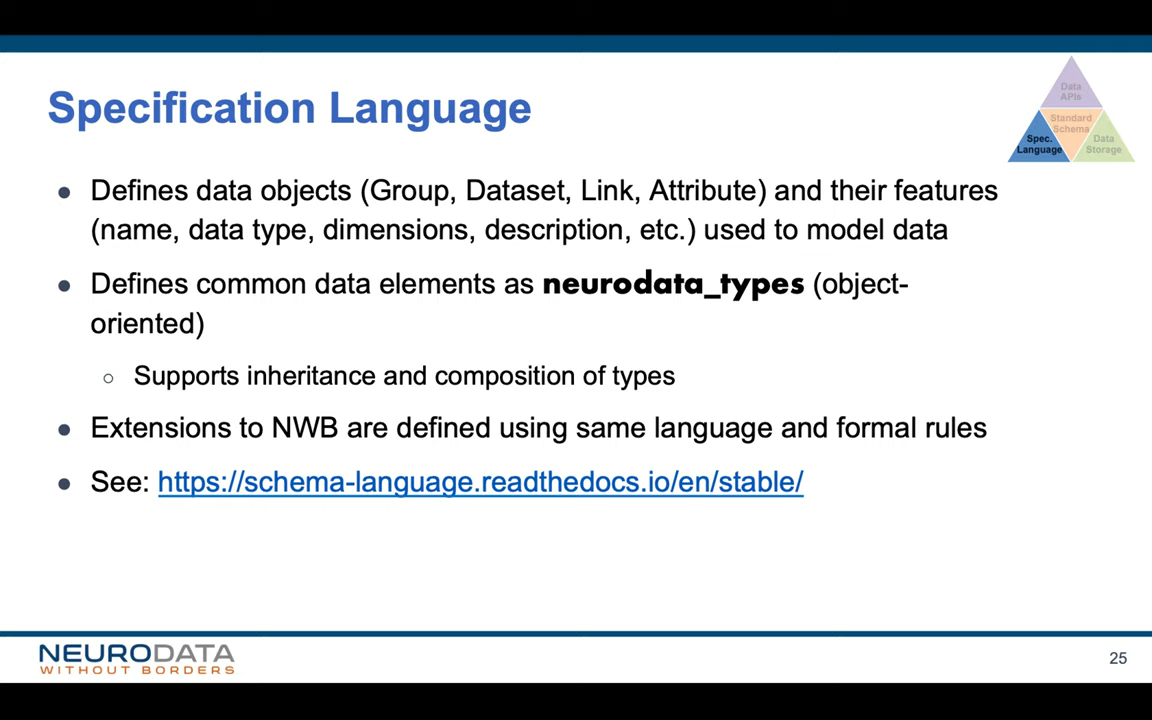 Specification Language
Data
APIs
Standard
Schema
Spec.
Language
Data
Storage
● Defines data objects (Group, Dataset, Link, Attribute) and their features
(name, data type, dimensions, description, etc.) used to model data
● Defines common data elements as neurodata_types (object-
oriented)
○ Supports inheritance and composition of types
● Extensions to NWB are defined using same language and formal rules
● See: https://schema-language.readthedocs.io/en/stable/
NEURODATA
WITHOUT BORDERS
25